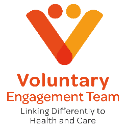 Voluntary
Engagement Team
Linking Differently to
Health and Care